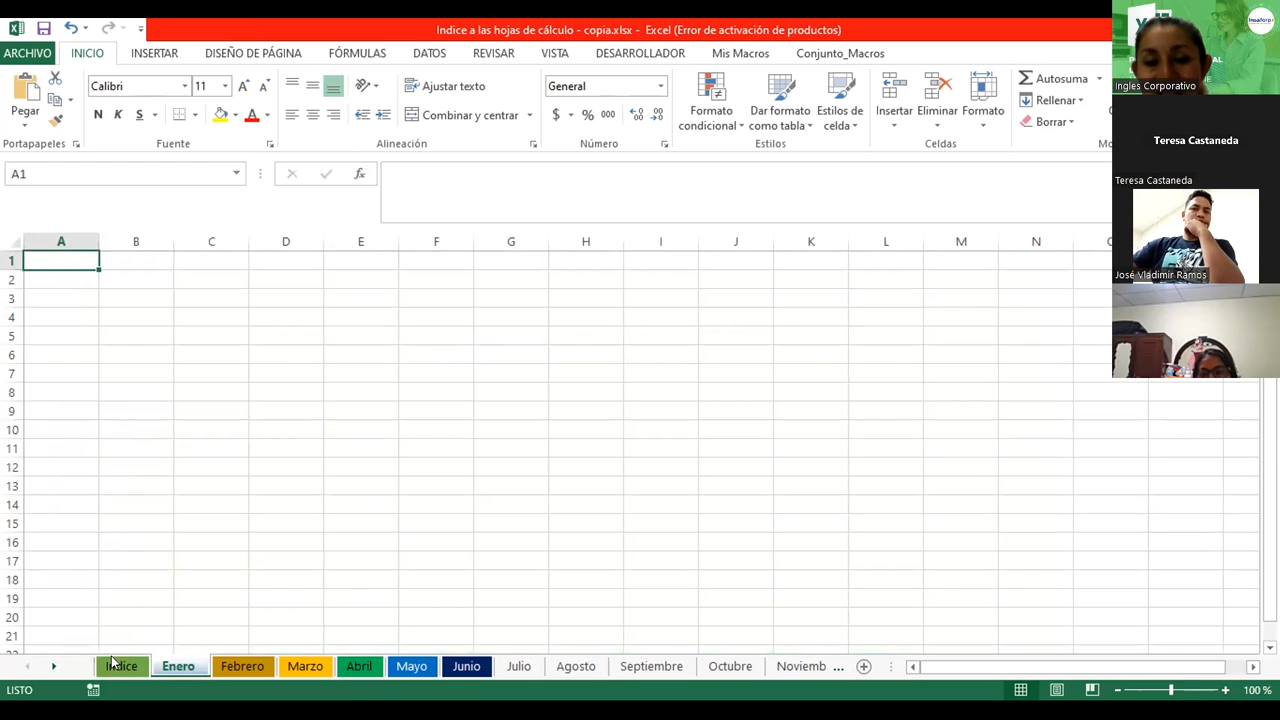 Indice a las hojas de cálculo - copia.xlsx - Excel (Error de activación de productos)
ARCHIVO INICIO INSERTAR DISEÑO DE PÁGINA FÓRMULAS DATOS REVISAR VISTA DESARROLLADOR Mis Macros Conjunto_Macros
Pegar
Portapapeles
Calibri 11
N K S
Fuente
Ajustar texto
Combinar y centrar
Alineación
General
$ % 000
Número
Formato condicional
Dar formato como tabla
Estilos de celda
Estilos
Insertar Eliminar Formato
Celdas
Autosuma
Rellenar
Borrar
Ingles Corporativo
Teresa Castaneda
Teresa Castaneda
José Vladimir Ramos
A1
A B C D E F G H I J K L M N
1
2
3
4
5
6
7
8
9
10
11
12
13
14
15
16
17
18
19
20
21
Indice Enero Febrero Marzo Abril Mayo Junio Julio Agosto Septiembre Octubre Noviemb ...
LISTO
100 %